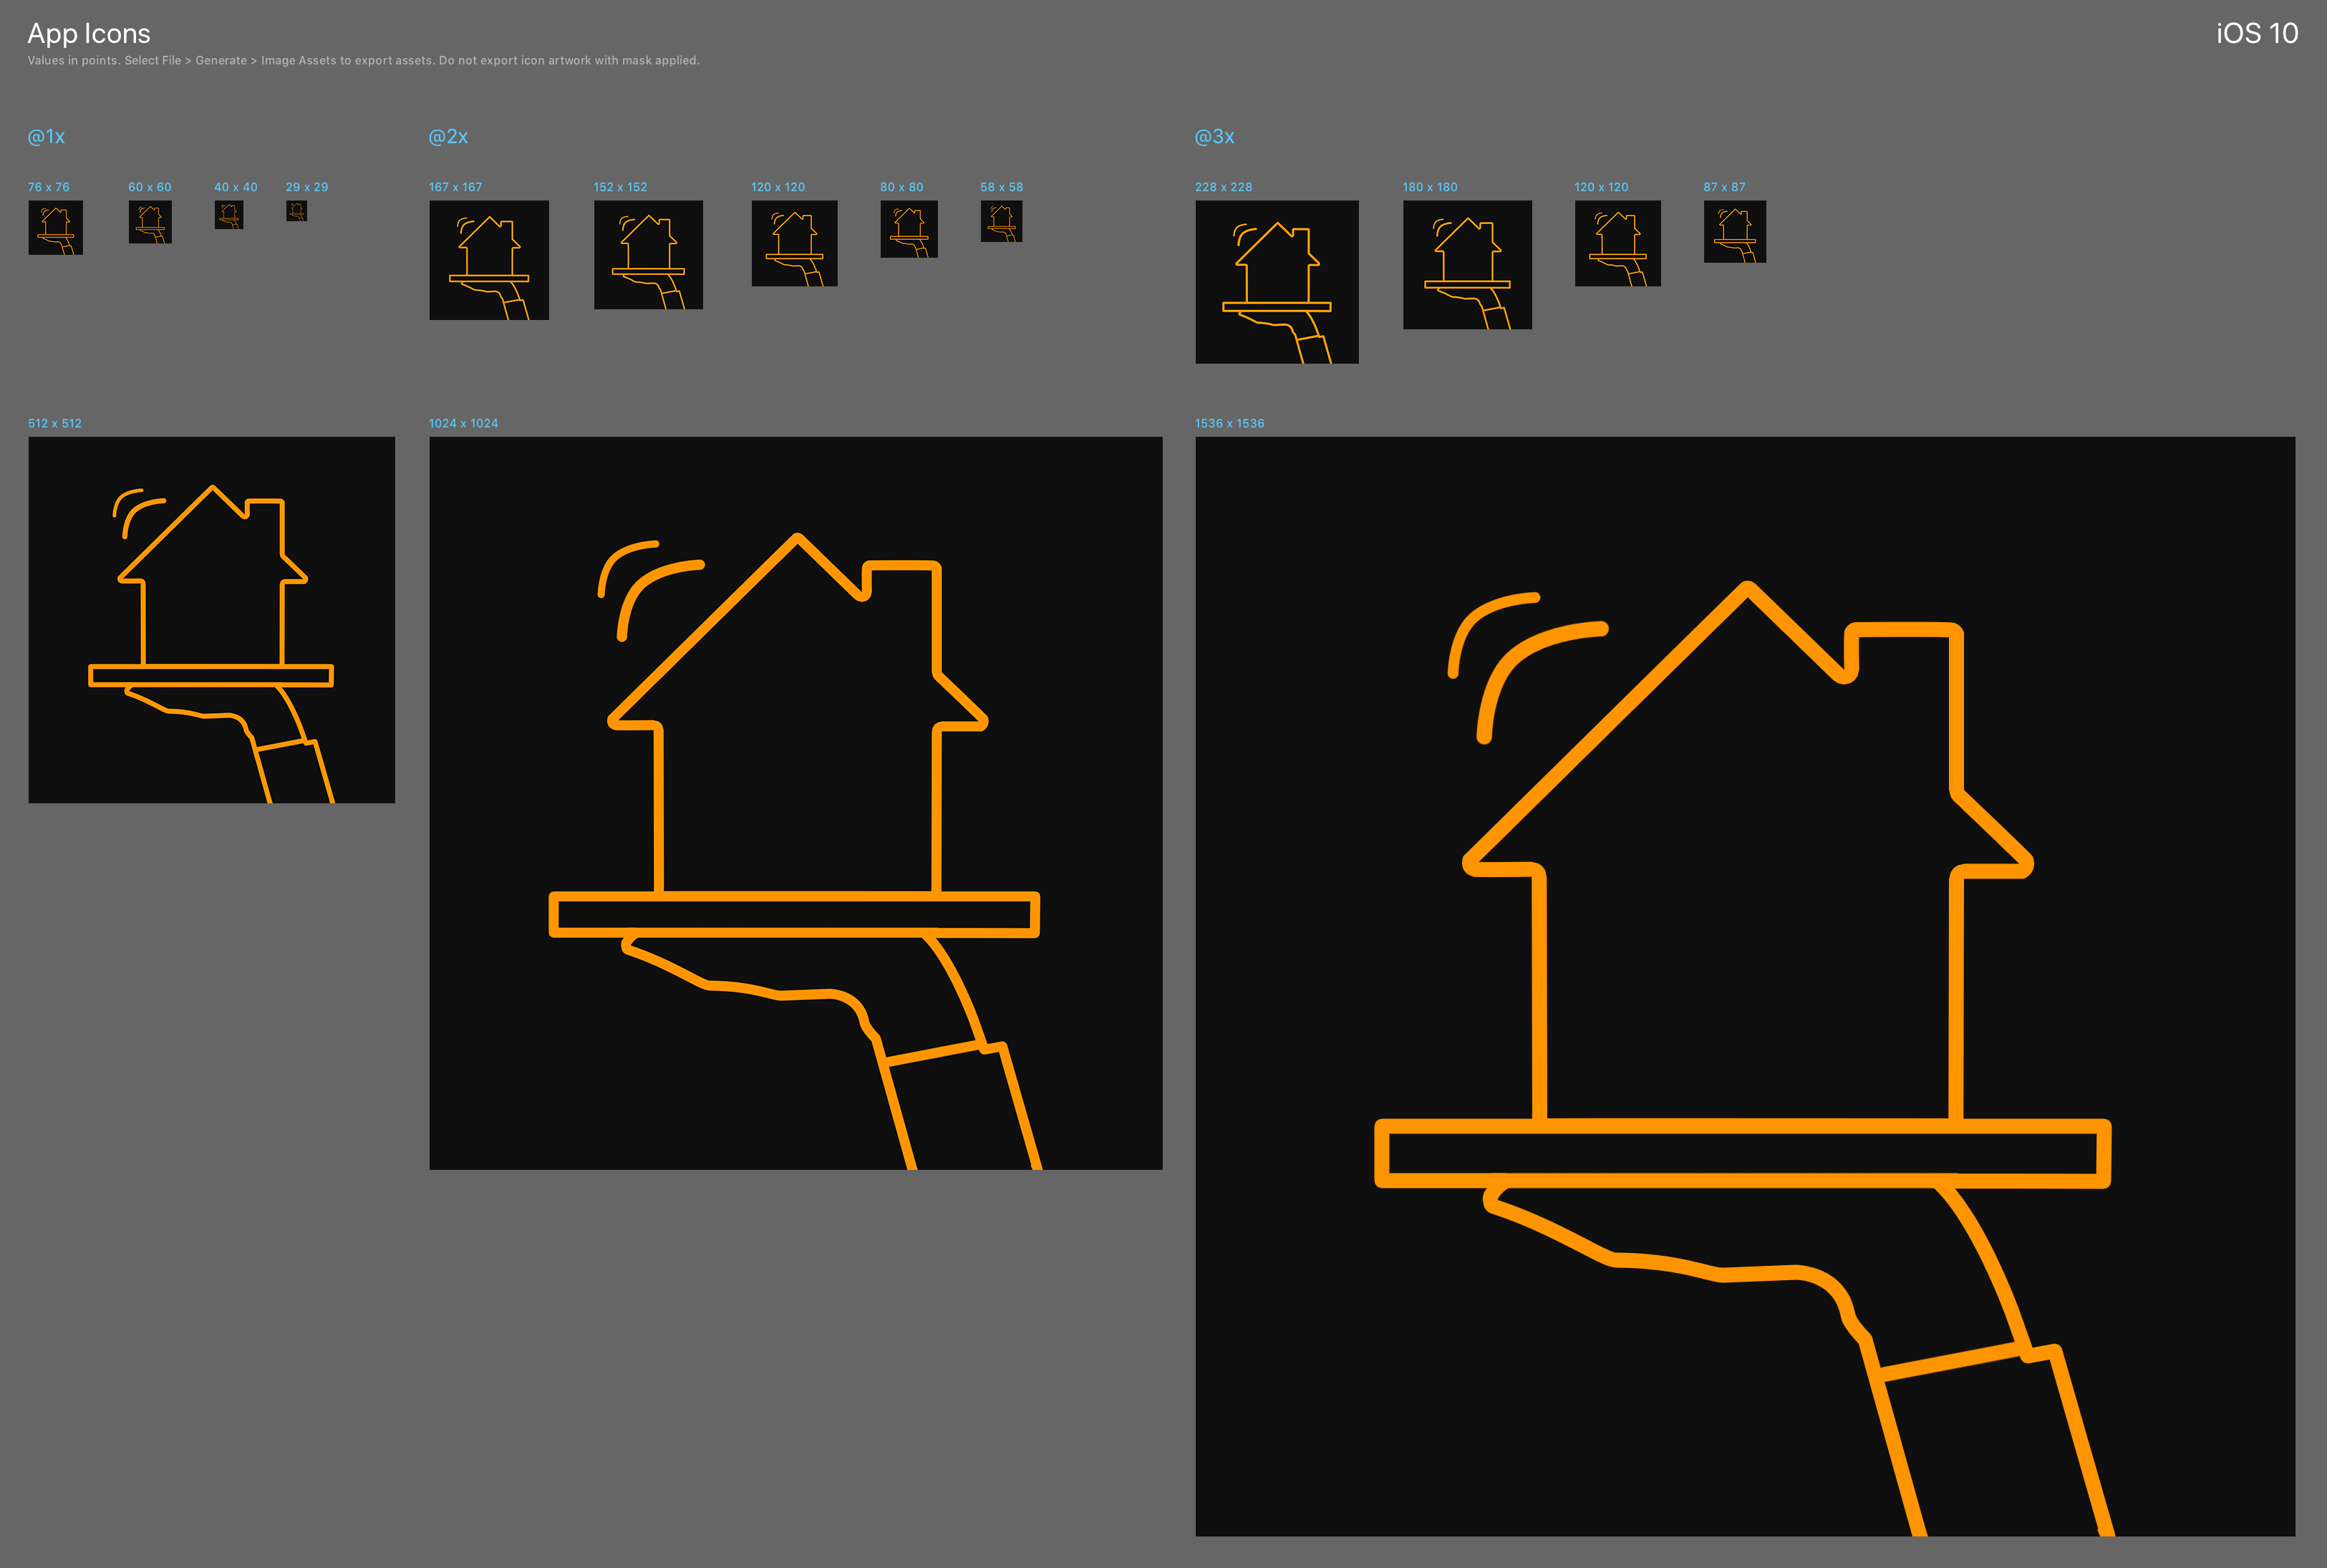 App Icons
iOS 10
Values in points. Select File > Generate > Image Assets to export assets. Do not export icon artwork with mask applied.
@1x
@2x
@3x
76 x 76
60 x 60
40 x 40
29 x 29
167 x 167
152 x 152
120 x 120
80 x 80
58 x 58
228 x 228
180 x 180
120 x 120
87 x 87
512 x 512
1024 x 1024
1536 x 1536